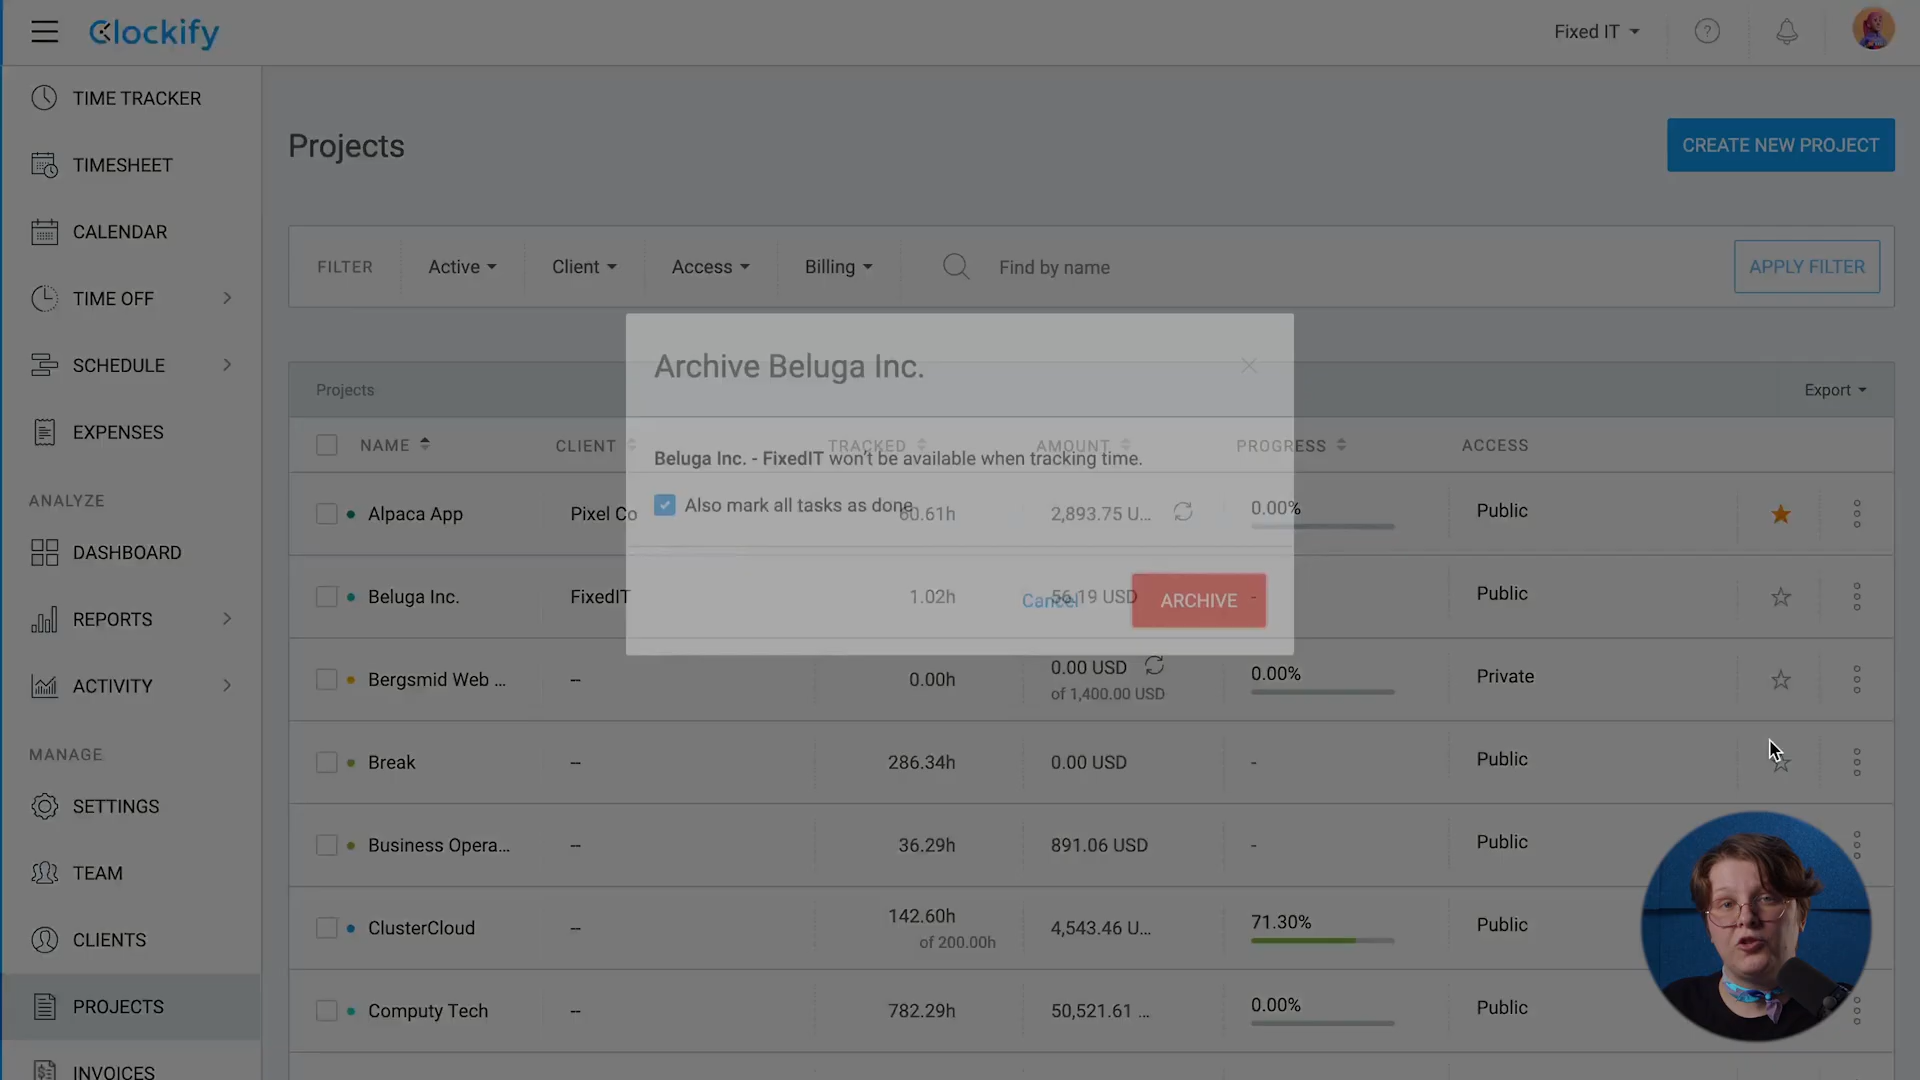 Clockify
Fixed IT
TIME TRACKER
TIMESHEET
CALENDAR
TIME OFF
SCHEDULE
EXPENSES
ANALYZE
DASHBOARD
REPORTS
ACTIVITY
MANAGE
SETTINGS
TEAM
CLIENTS
PROJECTS
INVOICES
Projects
CREATE NEW PROJECT
FILTER Active Client Access Billing Find by name APPLY FILTER
Archive Beluga Inc.
Beluga Inc. - FixedIT won't be available when tracking time.
Also mark all tasks as done
Cancel ARCHIVE
Projects Export
NAME CLIENT TRACKED AMOUNT PROGRESS ACCESS
Alpaca App Pixel Co 60.61h 2,893.75 U... 0.00% Public
Beluga Inc. FixedIT 1.02h 56.19 USD - Public
Bergsmid Web ... -- 0.00h 0.00 USD 0.00% Private
of 1,400.00 USD
Break -- 286.34h 0.00 USD - Public
Business Opera... -- 36.29h 891.06 USD - Public
ClusterCloud -- 142.60h 4,543.46 U... 71.30% Public
of 200.00h
Computy Tech -- 782.29h 50,521.61 ... 0.00% Public